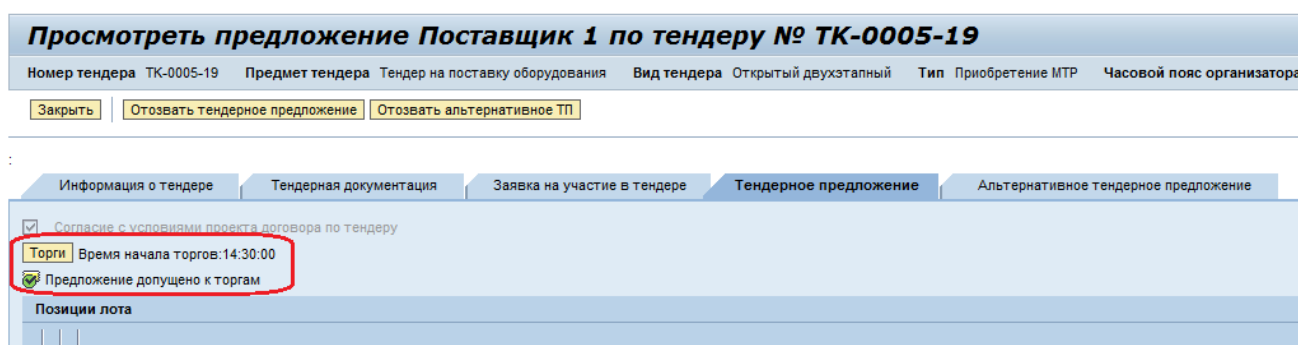 Просмотреть предложение Поставщик 1 по тендеру № ТК-0005-19
Номер тендера ТК-0005-19 Предмет тендера Тендер на поставку оборудования Вид тендера Открытый двухэтапный Тип Приобретение МТР Часовой пояс организатора
Закрыть Отозвать тендерное предложение Отозвать альтернативное ТП
:
Информация о тендере Тендерная документация Заявка на участие в тендере Тендерное предложение Альтернативное тендерное предложение
Согласие с условиями проекта договора по тендеру
Торги Время начала торгов:14:30:00
Предложение допущено к торгам
Позиции лота